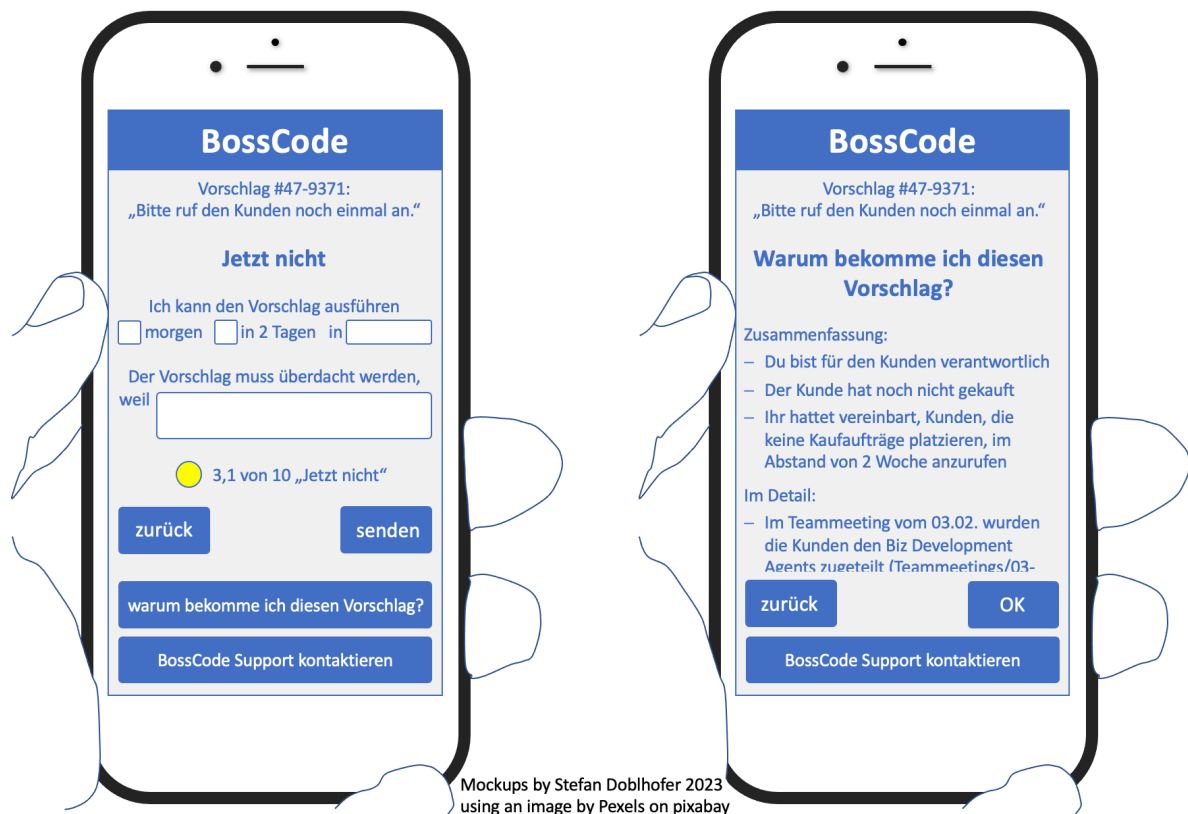 BossCode
Vorschlag #47-9371:
„Bitte ruf den Kunden noch einmal an.“
Jetzt nicht
Ich kann den Vorschlag ausführen
morgen in 2 Tagen in
Der Vorschlag muss überdacht werden,
weil
3,1 von 10 „Jetzt nicht“
zurück senden
warum bekomme ich diesen Vorschlag?
BossCode Support kontaktieren
BossCode
Vorschlag #47-9371:
„Bitte ruf den Kunden noch einmal an.“
Warum bekomme ich diesen
Vorschlag?
Zusammenfassung:
– Du bist für den Kunden verantwortlich
– Der Kunde hat noch nicht gekauft
– Ihr hattet vereinbart, Kunden, die
keine Kaufaufträge platzieren, im
Abstand von 2 Woche anzurufen
Im Detail:
– Im Teammeeting vom 03.02. wurden
die Kunden den Biz Development
Agents zugeteilt (Teammeetings/03-
zurück OK
BossCode Support kontaktieren
Mockups by Stefan Doblhofer 2023
using an image by Pexels on pixabay